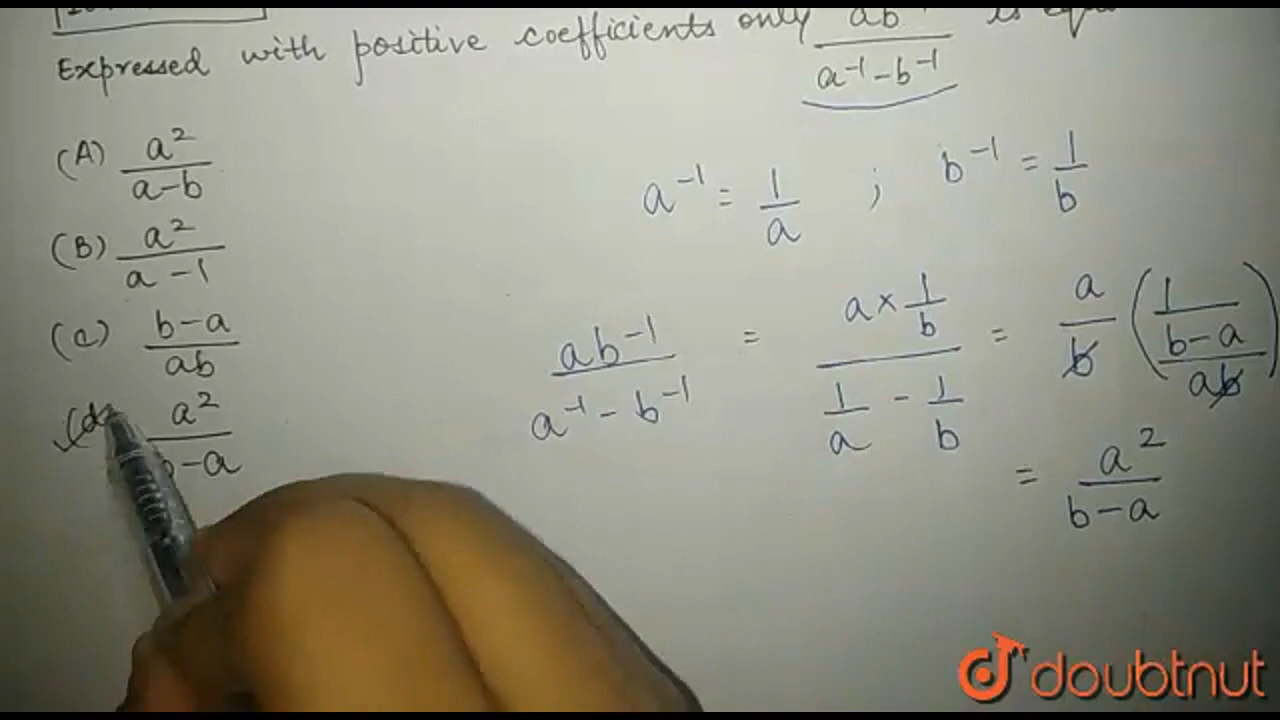 Expressed with positive coefficients only ab⁻¹/(a⁻¹-b⁻¹) is
(A) a²/(a-b)
(B) a²/(a-1)
(c) (b-a)/ab
(d) a²/(b-a)
a⁻¹ = 1/a ; b⁻¹ = 1/b
ab-1/(a⁻¹-b⁻¹) = (a×1/b)/(1/a - 1/b) = a/b (1/((b-a)/ab))
= a²/(b-a)
doubtnut